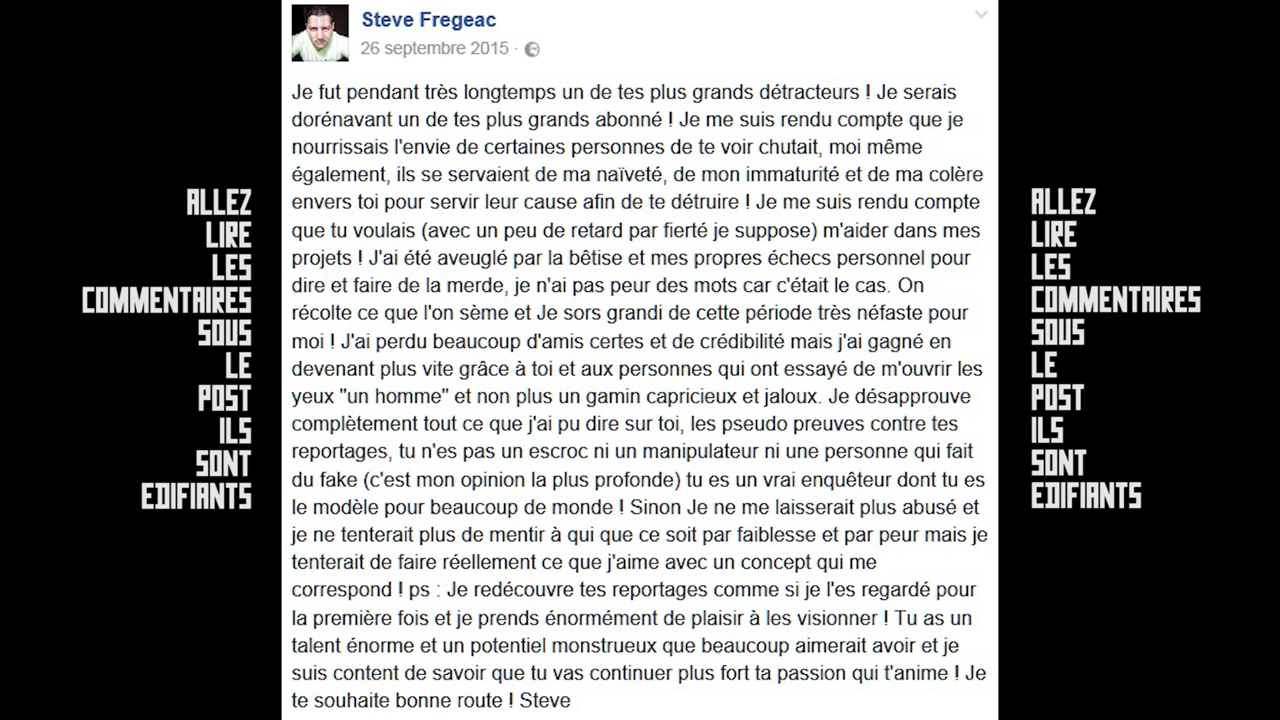 Steve Fregeac
26 septembre 2015 ·
Je fut pendant très longtemps un de tes plus grands détracteurs ! Je serais
dorénavant un de tes plus grands abonné ! Je me suis rendu compte que je
nourrissais l'envie de certaines personnes de te voir chutait, moi même
également, ils se servaient de ma naïveté, de mon immaturité et de ma colère
envers toi pour servir leur cause afin de te détruire ! Je me suis rendu compte
que tu voulais (avec un peu de retard par fierté je suppose) m'aider dans mes
projets ! J'ai été aveuglé par la bêtise et mes propres échecs personnel pour
dire et faire de la merde, je n'ai pas peur des mots car c'était le cas. On
récolte ce que l'on sème et Je sors grandi de cette période très néfaste pour
moi ! J'ai perdu beaucoup d'amis certes et de crédibilité mais j'ai gagné en
devenant plus vite grâce à toi et aux personnes qui ont essayé de m'ouvrir les
yeux "un homme" et non plus un gamin capricieux et jaloux. Je désapprouve
complètement tout ce que j'ai pu dire sur toi, les pseudo preuves contre tes
reportages, tu n'es pas un escroc ni un manipulateur ni une personne qui fait
du fake (c'est mon opinion la plus profonde) tu es un vrai enquêteur dont tu es
le modèle pour beaucoup de monde ! Sinon Je ne me laisserait plus abusé et
je ne tenterait plus de mentir à qui que ce soit par faiblesse et par peur mais je
tenterait de faire réellement ce que j'aime avec un concept qui me
correspond ! ps : Je redécouvre tes reportages comme si je l'es regardé pour
la première fois et je prends énormément de plaisir à les visionner ! Tu as un
talent énorme et un potentiel monstrueux que beaucoup aimerait avoir et je
suis content de savoir que tu vas continuer plus fort ta passion qui t'anime ! Je
te souhaite bonne route ! Steve
ALLEZ
LIRE
LES
COMMENTAIRES
SOUS
LE
POST
ILS
SONT
EDIFIANTS
ALLEZ
LIRE
LES
COMMENTAIRES
SOUS
LE
POST
ILS
SONT
EDIFIANTS